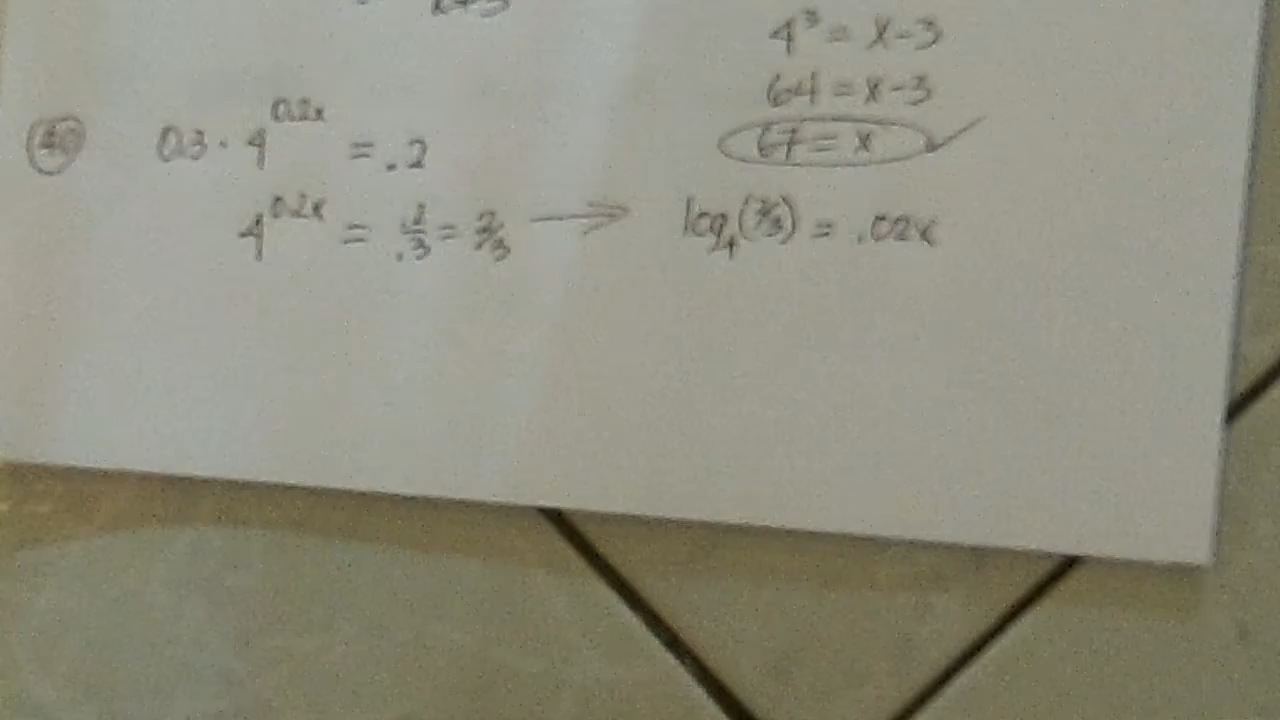 4³ = x-3
64 = x-3
67 = x ✓
0.3 · 4^0.2x = .2
4^0.2x = .2/.3 = 2/3 → log₄(2/3) = .02x